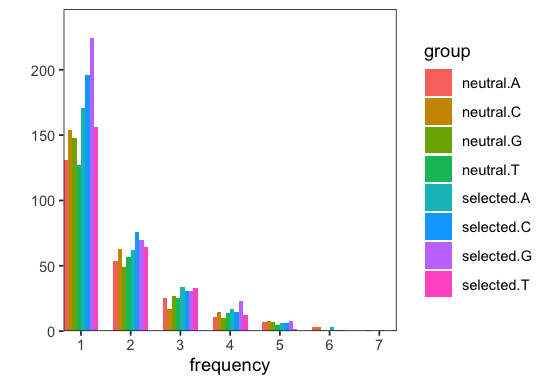 200
150
100
50
0
1 2 3 4 5 6 7
frequency
group
neutral.A
neutral.C
neutral.G
neutral.T
selected.A
selected.C
selected.G
selected.T